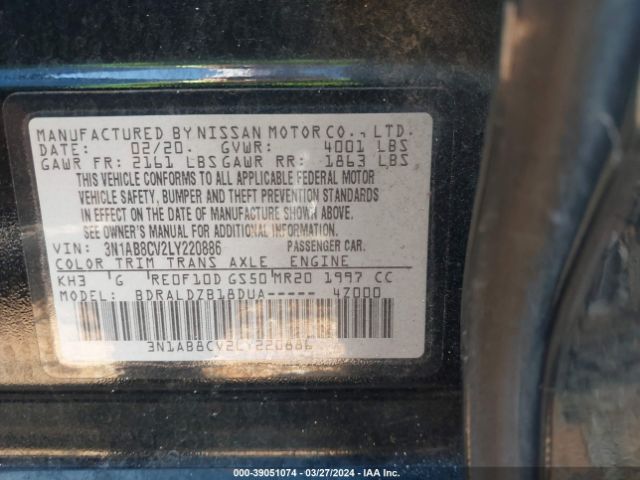 MANUFACTURED BY NISSAN MOTOR CO., LTD.
DATE: 02/20. GVWR: 4001 LBS
GAWR FR: 2161 LBS GAWR RR: 1863 LBS
THIS VEHICLE CONFORMS TO ALL APPLICABLE FEDERAL MOTOR
VEHICLE SAFETY, BUMPER AND THEFT PREVENTION STANDARDS
IN EFFECT ON THE DATE OF MANUFACTURE SHOWN ABOVE.
SEE OWNER'S MANUAL FOR ADDITIONAL INFORMATION.
VIN: 3N1AB8CV2LY220886 PASSENGER CAR.
COLOR TRIM TRANS AXLE ENGINE
KH3 G RE0F10D GS50 MR20 1997 CC
MODEL: BDRALDZB18DUA----- 4Z000
3N1AB8CV2LY220886
000-39051074 | 03/27/2024 | IAA Inc.